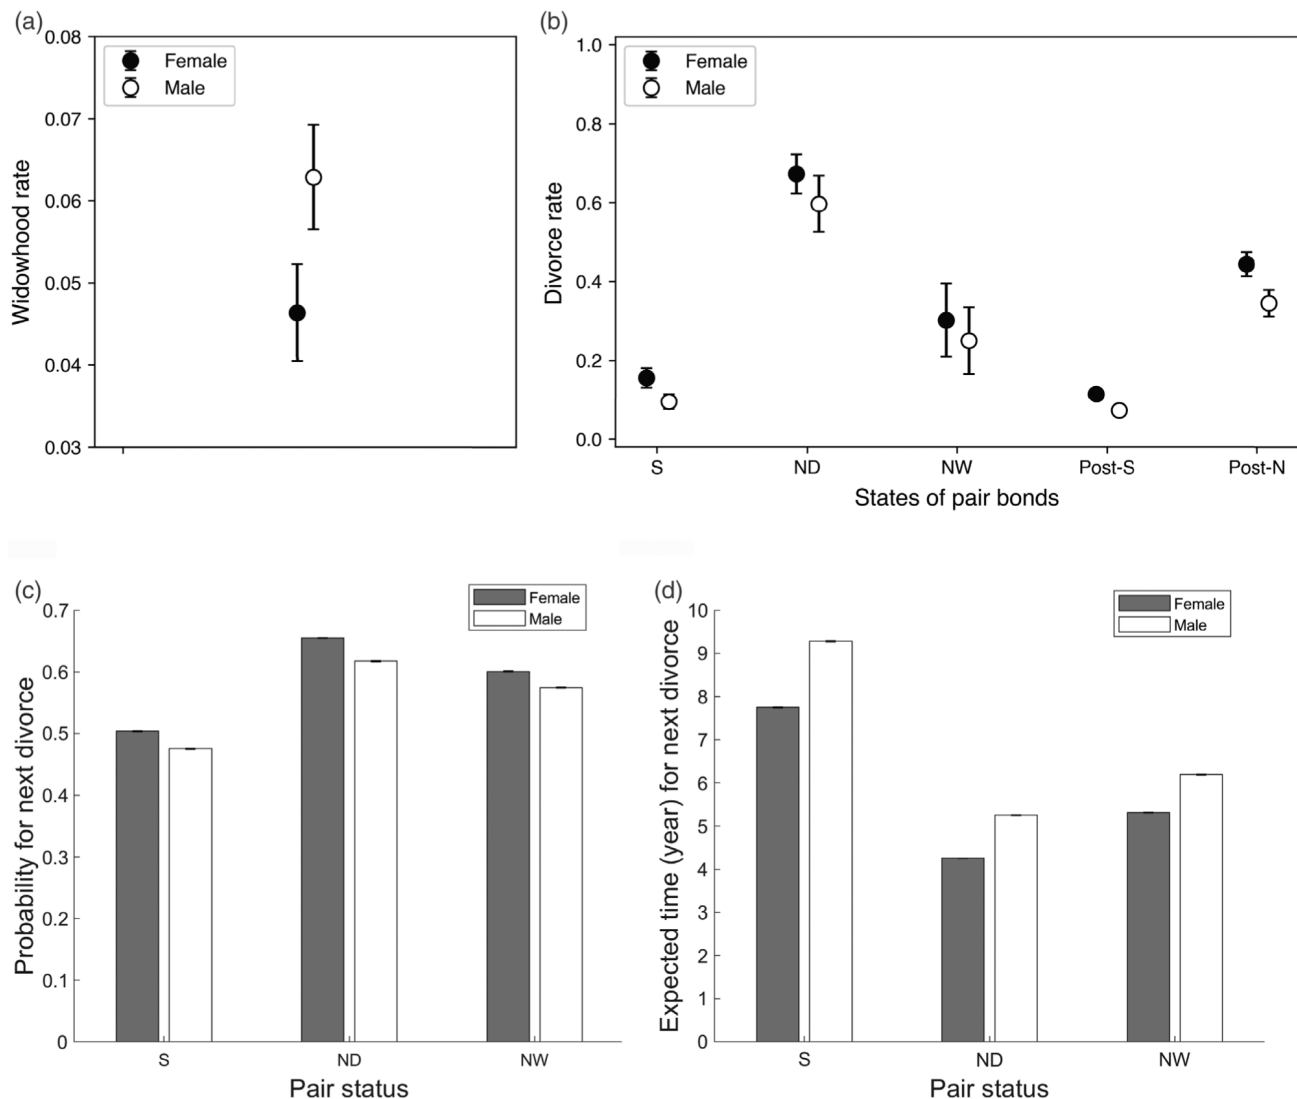 (a)
0.08
0.07
0.06
0.05
0.04
0.03
Widowhood rate
Female
Male
(b)
1.0
0.8
0.6
0.4
0.2
0.0
Divorce rate
Female
Male
S ND NW Post-S Post-N
States of pair bonds
(c)
0.7
0.6
0.5
0.4
0.3
0.2
0.1
0
Probability for next divorce
Female
Male
S ND NW
Pair status
(d)
10
9
8
7
6
5
4
3
2
1
0
Expected time (year) for next divorce
Female
Male
S ND NW
Pair status